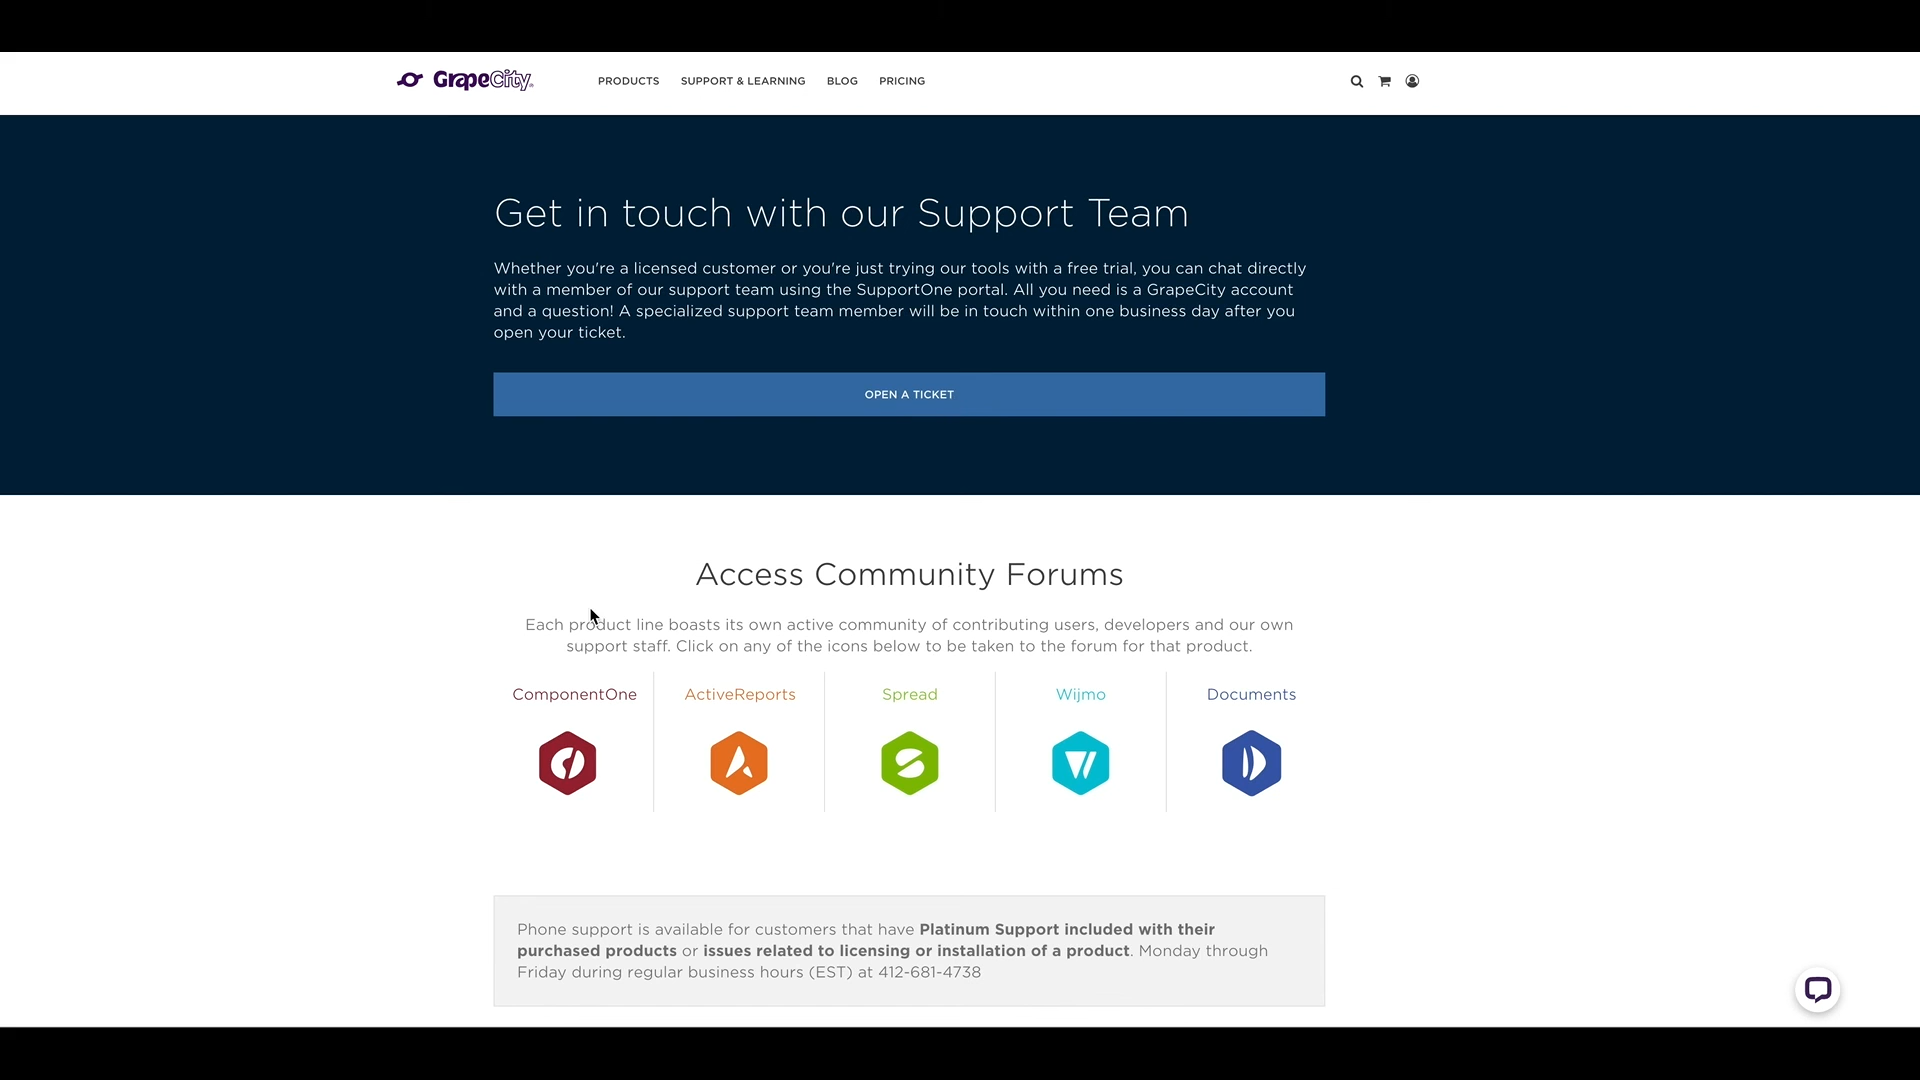 GrapeCity
PRODUCTS
SUPPORT & LEARNING
BLOG
PRICING
Get in touch with our Support Team
Whether you're a licensed customer or you're just trying our tools with a free trial, you can chat directly
with a member of our support team using the SupportOne portal. All you need is a GrapeCity account
and a question! A specialized support team member will be in touch within one business day after you
open your ticket.
OPEN A TICKET
Access Community Forums
Each product line boasts its own active community of contributing users, developers and our own
support staff. Click on any of the icons below to be taken to the forum for that product.
ComponentOne
ActiveReports
Spread
Wijmo
Documents
Phone support is available for customers that have Platinum Support included with their
purchased products or issues related to licensing or installation of a product. Monday through
Friday during regular business hours (EST) at 412-681-4738